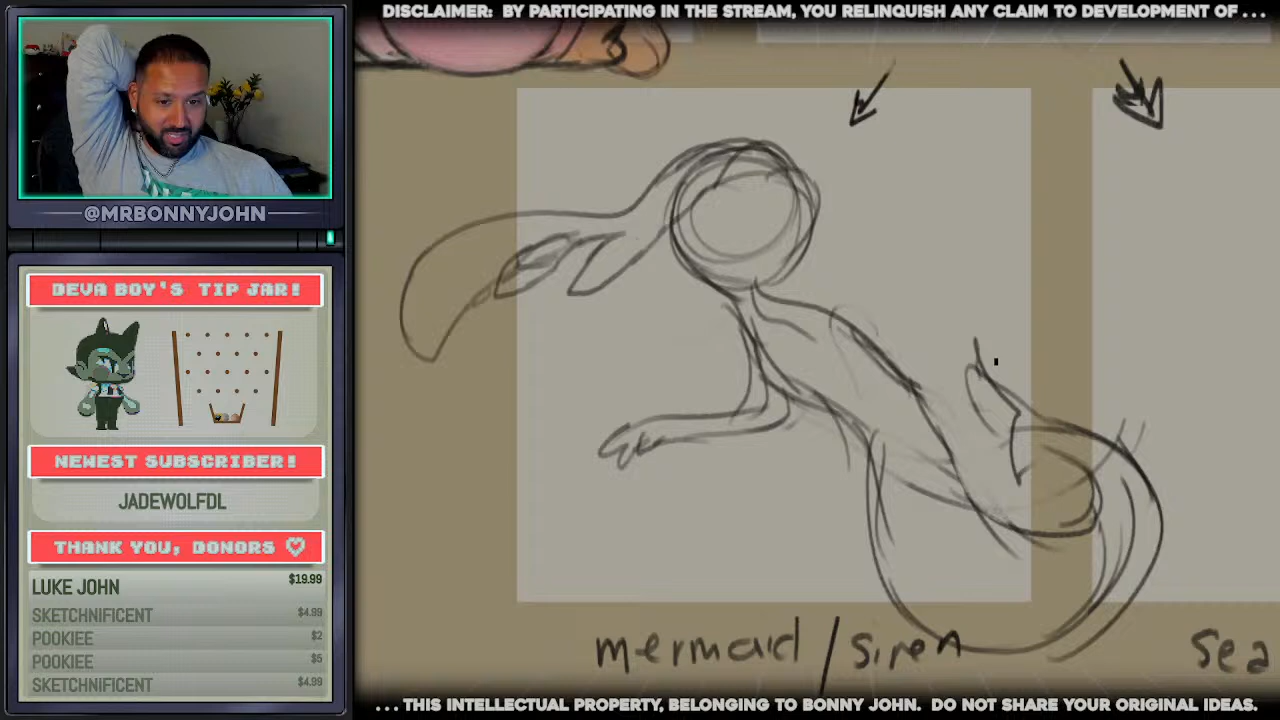 DISCLAIMER: BY PARTICIPATING IN THE STREAM, YOU RELINQUISH ANY CLAIM TO DEVELOPMENT OF . . .
@MRBONNYJOHN
DEVA BOY'S TIP JAR!
NEWEST SUBSCRIBER!
JADEWOLFDL
THANK YOU, DONORS ♡
LUKE JOHN $19.99
SKETCHNIFICENT $4.99
POOKIEE $2
POOKIEE $5
SKETCHNIFICENT $4.99
mermaid / siren
sea
. . . THIS INTELLECTUAL PROPERTY, BELONGING TO BONNY JOHN. DO NOT SHARE YOUR ORIGINAL IDEAS.